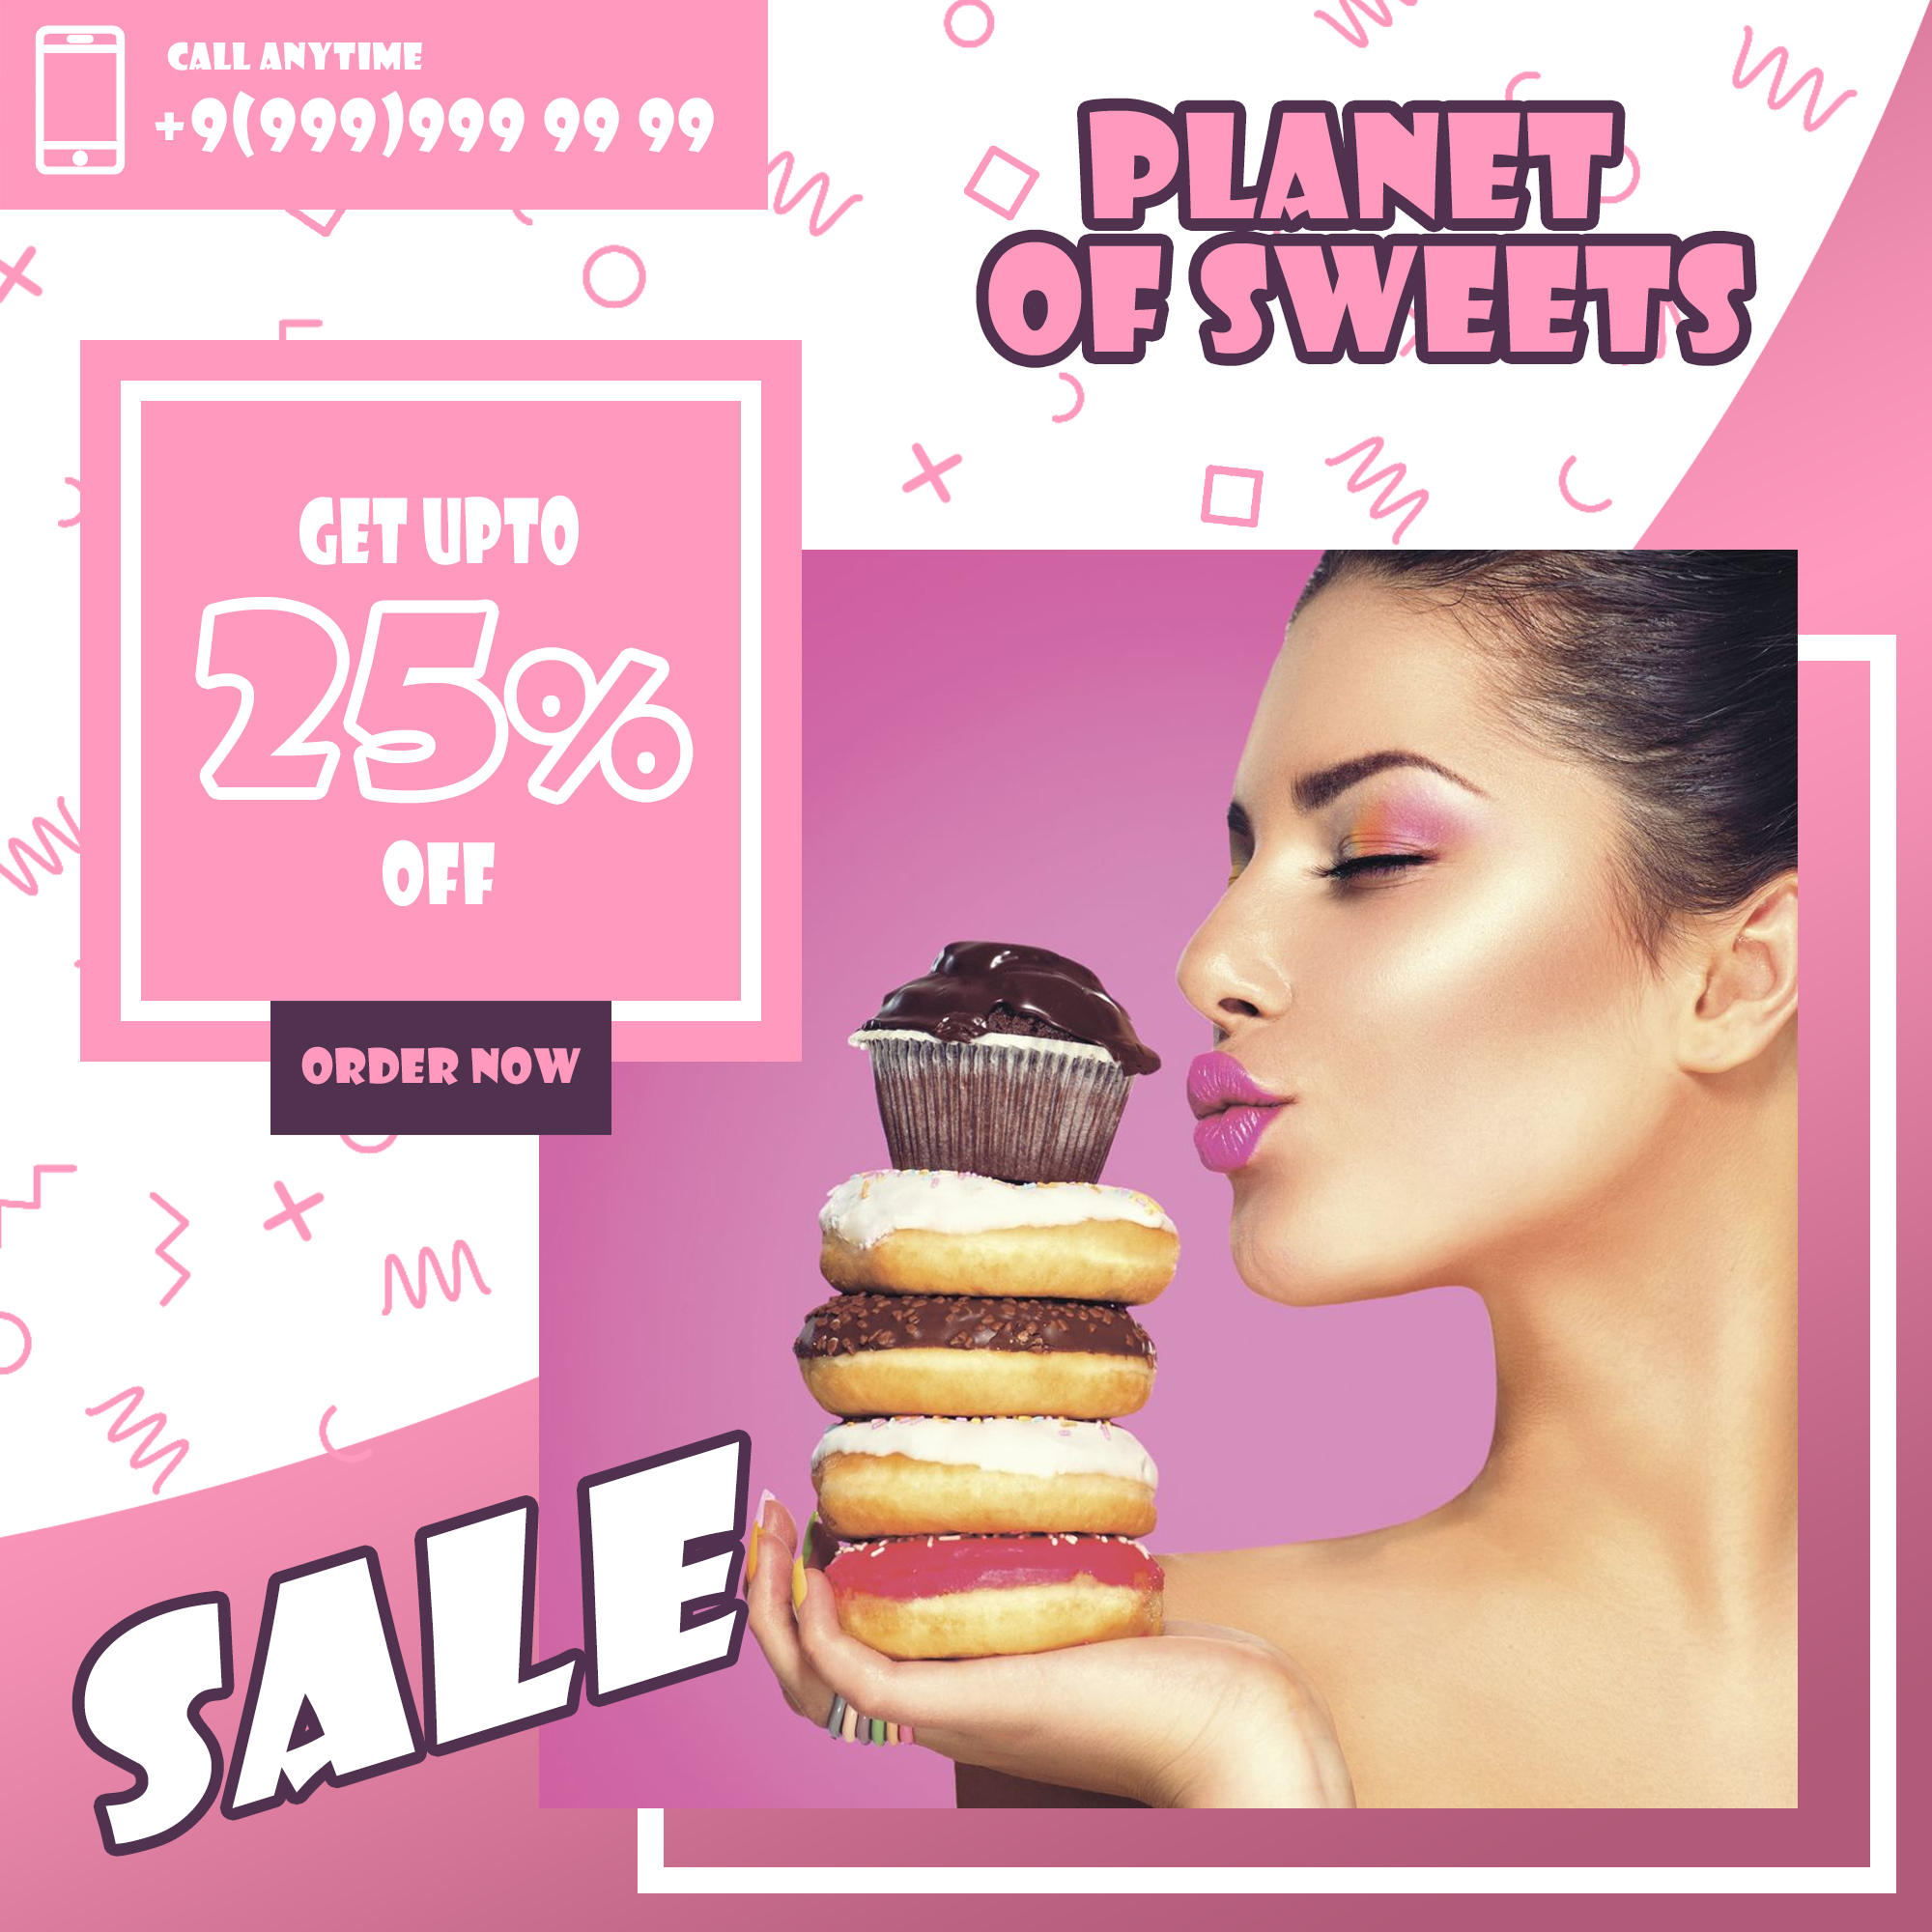 CALL ANYTIME
+9(999)999 99 99
PLANET
OF SWEETS
GET UPTO
25%
OFF
ORDER NOW
SALE